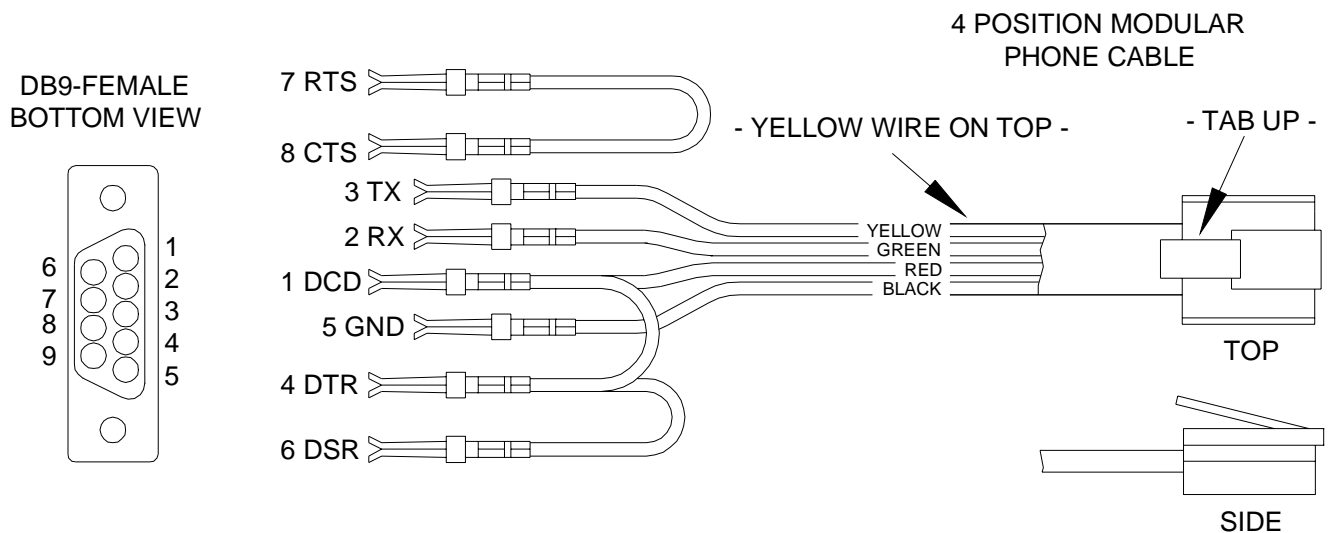 4 POSITION MODULAR
PHONE CABLE
DB9-FEMALE
BOTTOM VIEW
7 RTS
8 CTS
3 TX
2 RX
1 DCD
5 GND
4 DTR
6 DSR
- YELLOW WIRE ON TOP -
- TAB UP -
YELLOW
GREEN
RED
BLACK
1
2
3
4
5
6
7
8
9
TOP
SIDE